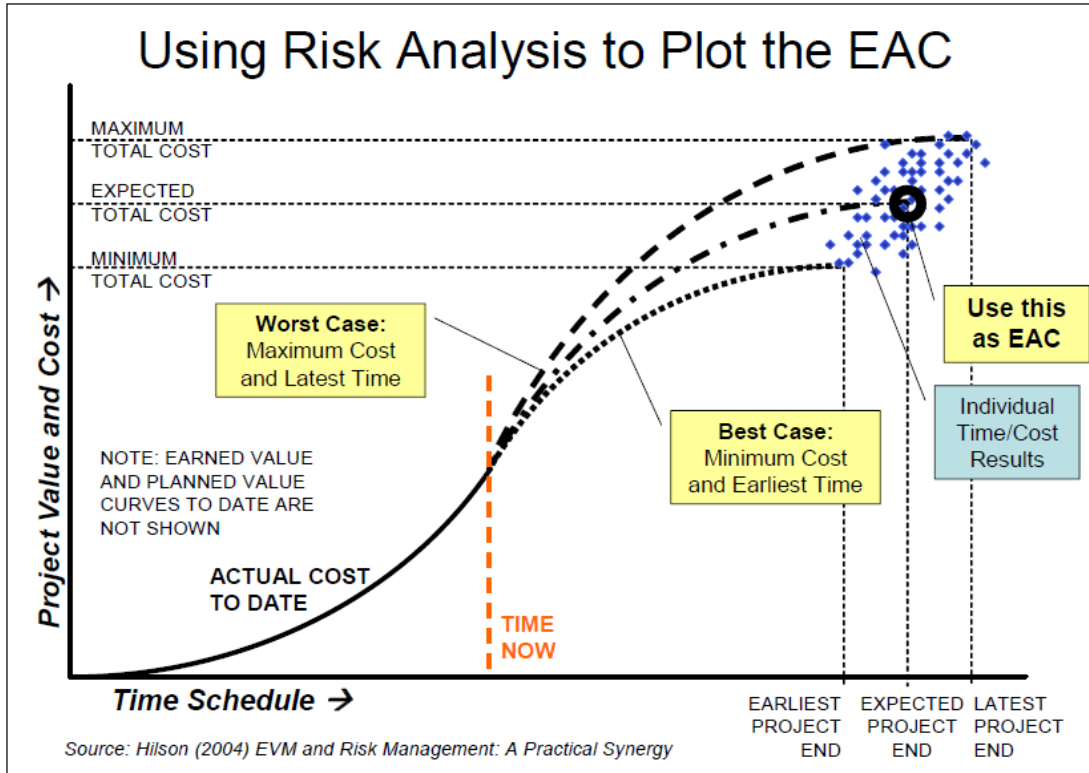 Using Risk Analysis to Plot the EAC
MAXIMUM
TOTAL COST
EXPECTED
TOTAL COST
MINIMUM
TOTAL COST
Project Value and Cost →
Worst Case:
Maximum Cost
and Latest Time
Use this
as EAC
Individual
Time/Cost
Results
Best Case:
Minimum Cost
and Earliest Time
NOTE: EARNED VALUE
AND PLANNED VALUE
CURVES TO DATE ARE
NOT SHOWN
ACTUAL COST
TO DATE
TIME
NOW
Time Schedule →
EARLIEST
PROJECT
END
EXPECTED
PROJECT
END
LATEST
PROJECT
END
Source: Hilson (2004) EVM and Risk Management: A Practical Synergy